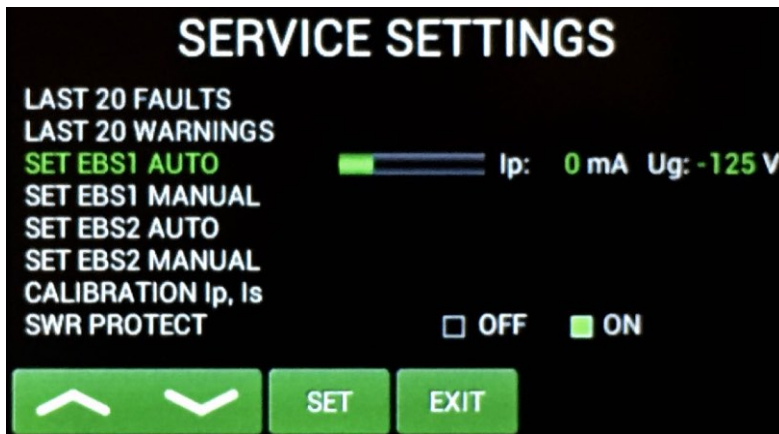 SERVICE SETTINGS
LAST 20 FAULTS
LAST 20 WARNINGS
SET EBS1 AUTO Ip: 0 mA Ug: -125 V
SET EBS1 MANUAL
SET EBS2 AUTO
SET EBS2 MANUAL
CALIBRATION Ip, Is
SWR PROTECT OFF ON
SET EXIT